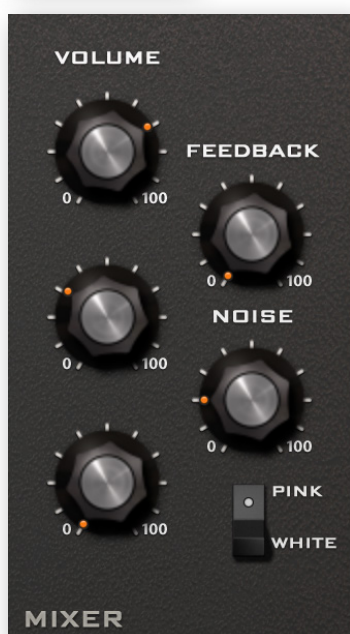 VOLUME
0 100
FEEDBACK
0 100
NOISE
0 100
0 100
PINK
0 100
WHITE
MIXER